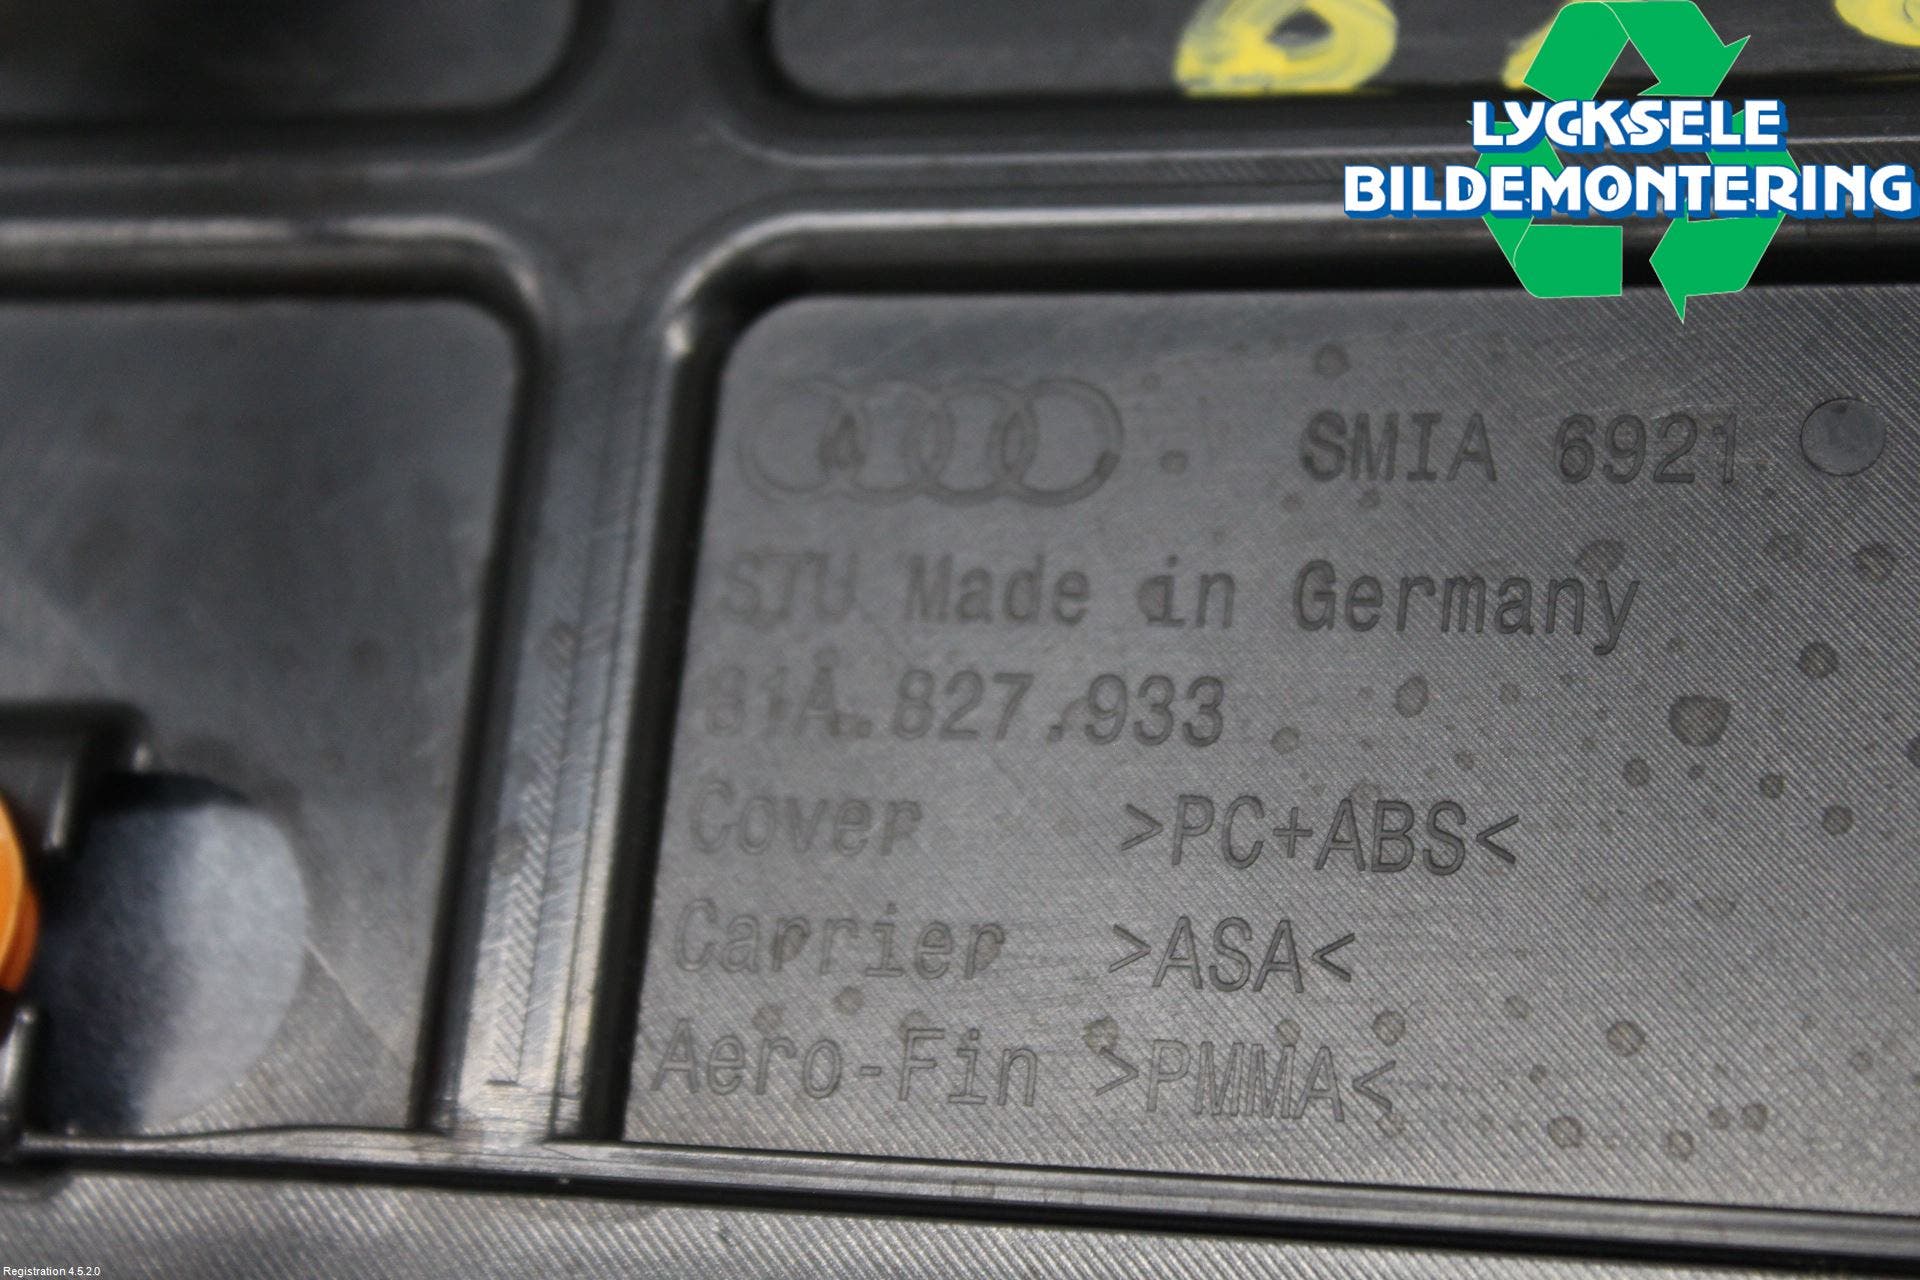 LYCKSELE
BILDEMONTERING
SMIA 6921
STU Made in Germany
81A.827.933
Cover >PC+ABS<
Carrier >ASA<
Aero-Fin >PMMA<
Registration 4.5.2.0